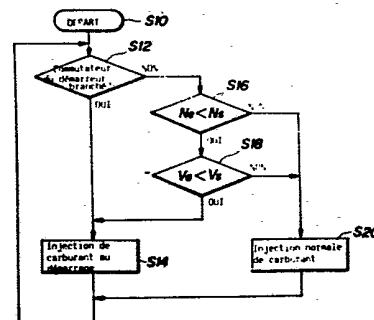 DEPART
S10
S12
Commutateur
du démarreur
branché?
NON
OUI
S16
Ne < Ns
NON
OUI
S18
Ve < Vs
NON
OUI
Injection de
carburant au
démarrage
S14
Injection normale
de carburant
S20